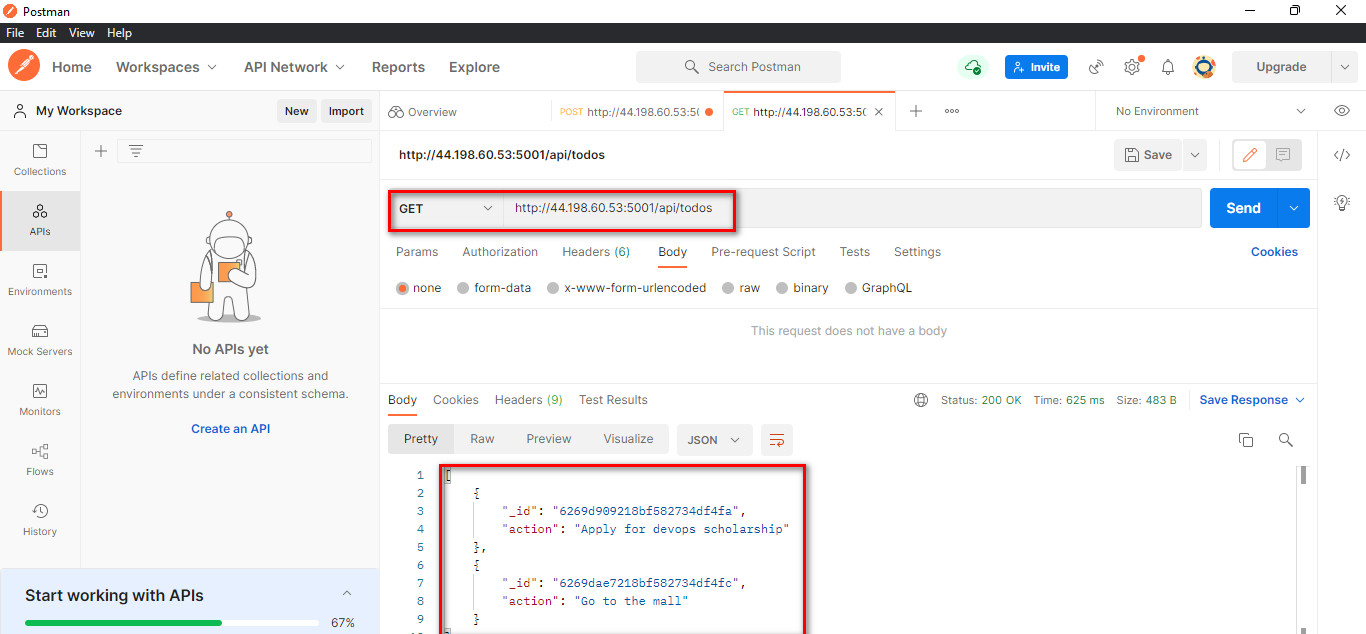 Postman
File Edit View Help
Home Workspaces API Network Reports Explore Search Postman Invite Upgrade
My Workspace New Import Overview POST http://44.198.60.53:5( GET http://44.198.60.53:5( No Environment
http://44.198.60.53:5001/api/todos Save
GET http://44.198.60.53:5001/api/todos Send
Params Authorization Headers (6) Body Pre-request Script Tests Settings Cookies
none form-data x-www-form-urlencoded raw binary GraphQL
This request does not have a body
Collections
APIs
Environments
Mock Servers
Monitors
Flows
History
No APIs yet
APIs define related collections and
environments under a consistent schema.
Create an API
Start working with APIs
67%
Body Cookies Headers (9) Test Results Status: 200 OK Time: 625 ms Size: 483 B Save Response
Pretty Raw Preview Visualize JSON
1 [
2 {
3 "_id": "6269d909218bf582734df4fa",
4 "action": "Apply for devops scholarship"
5 },
6 {
7 "_id": "6269dae7218bf582734df4fc",
8 "action": "Go to the mall"
9 }